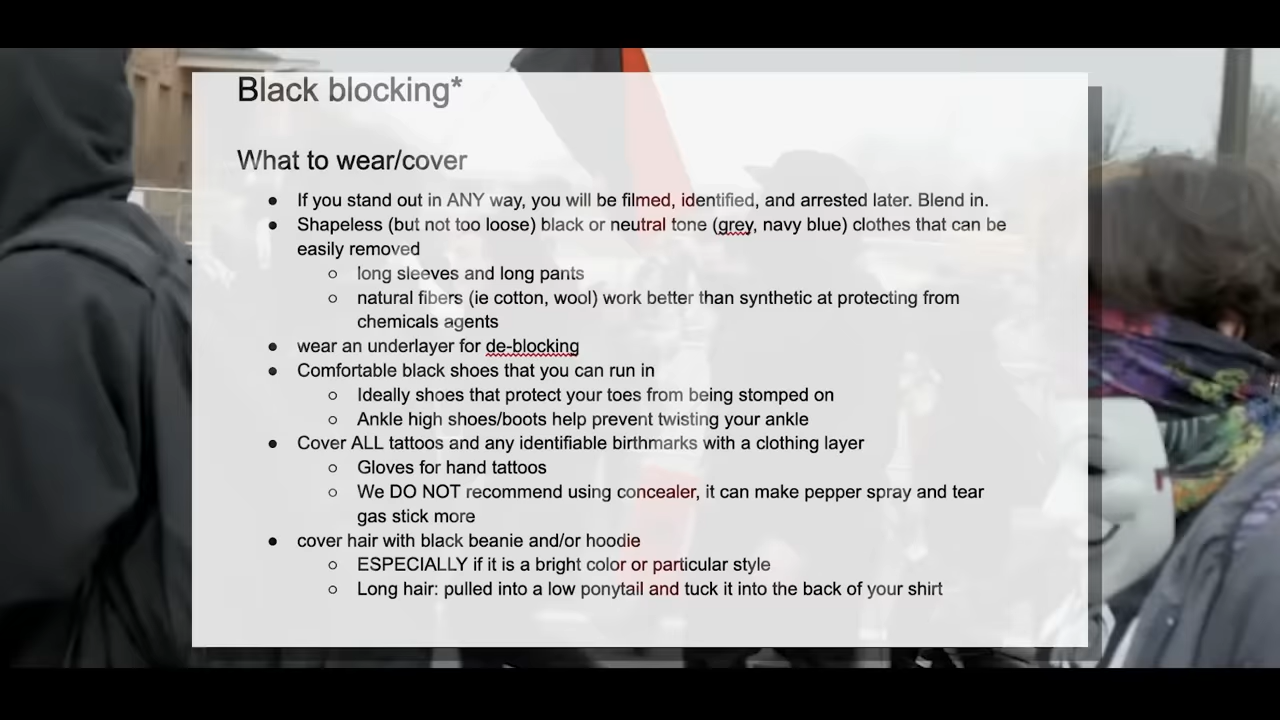 Black blocking*
What to wear/cover
● If you stand out in ANY way, you will be filmed, identified, and arrested later. Blend in.
● Shapeless (but not too loose) black or neutral tone (grey, navy blue) clothes that can be
easily removed
○ long sleeves and long pants
○ natural fibers (ie cotton, wool) work better than synthetic at protecting from
chemicals agents
● wear an underlayer for de-blocking
● Comfortable black shoes that you can run in
○ Ideally shoes that protect your toes from being stomped on
○ Ankle high shoes/boots help prevent twisting your ankle
● Cover ALL tattoos and any identifiable birthmarks with a clothing layer
○ Gloves for hand tattoos
○ We DO NOT recommend using concealer, it can make pepper spray and tear
gas stick more
● cover hair with black beanie and/or hoodie
○ ESPECIALLY if it is a bright color or particular style
○ Long hair: pulled into a low ponytail and tuck it into the back of your shirt